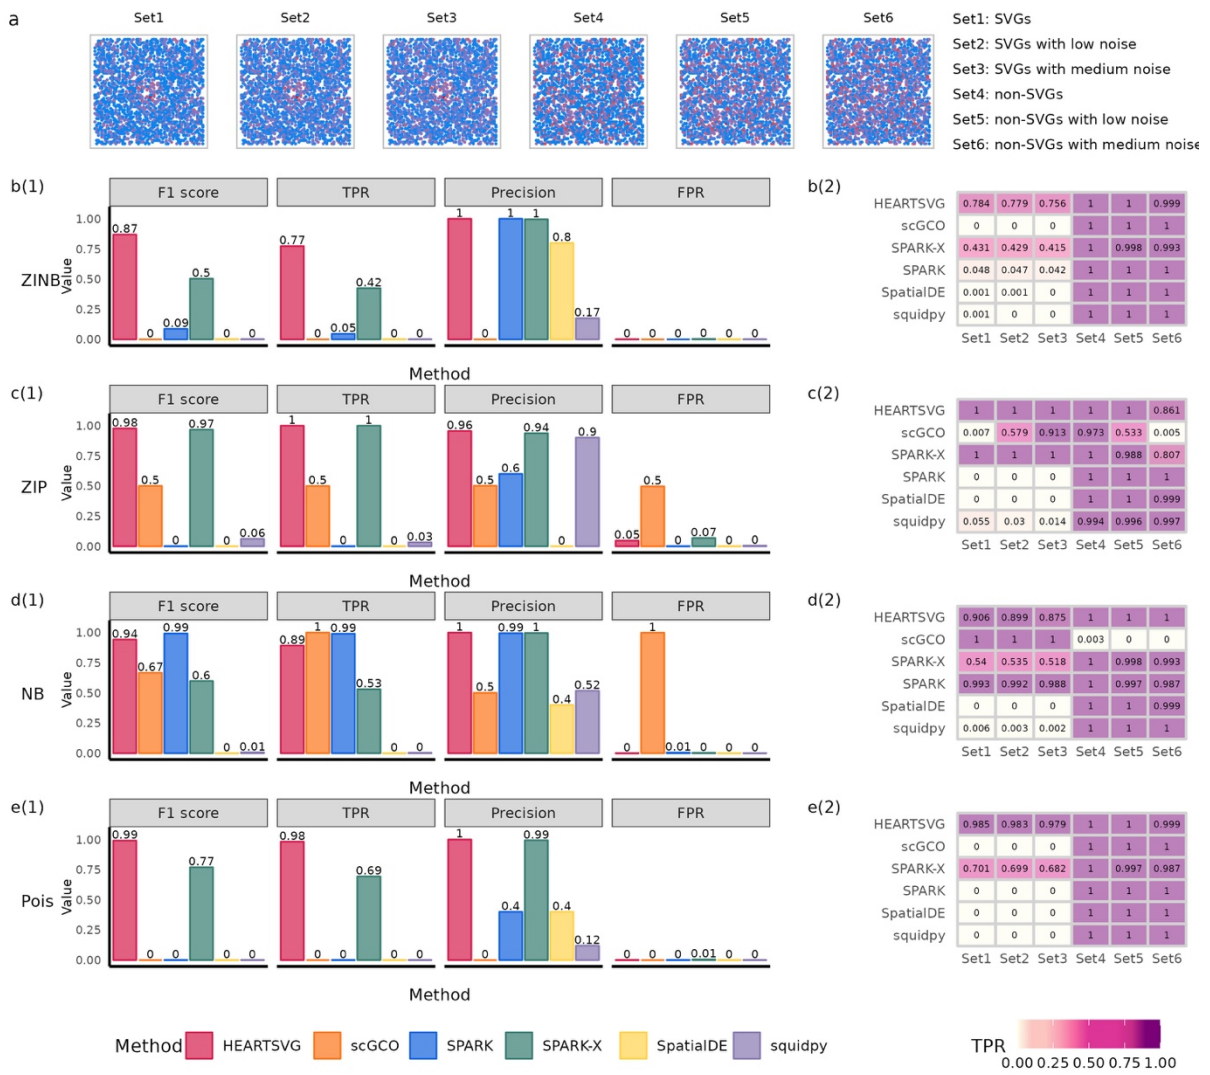 a
Set1 Set2 Set3 Set4 Set5 Set6
Set1: SVGs
Set2: SVGs with low noise
Set3: SVGs with medium noise
Set4: non-SVGs
Set5: non-SVGs with low noise
Set6: non-SVGs with medium noise
b(1)
F1 score TPR Precision FPR
ZINB
Value
1.00
0.75
0.50
0.25
0.00
0.87 0 0.09 0.5 0 0
0.77 0 0.05 0.42 0 0
1 0 1 1 0.8 0.17
0 0 0 0 0 0
Method
b(2)
HEARTSVG 0.784 0.779 0.756 1 1 0.999
scGCO 0 0 0 1 1 1
SPARK-X 0.431 0.429 0.415 1 0.998 0.993
SPARK 0.048 0.047 0.042 1 1 1
SpatialDE 0.001 0.001 0 1 1 1
squidpy 0.001 0 0 1 1 1
Set1 Set2 Set3 Set4 Set5 Set6
c(1)
F1 score TPR Precision FPR
ZIP
Value
1.00
0.75
0.50
0.25
0.00
0.98 0.5 0 0.97 0 0.06
1 0.5 0 1 0 0.03
0.96 0.5 0.6 0.94 0 0.9
0.05 0.5 0 0.07 0 0
Method
c(2)
HEARTSVG 1 1 1 1 1 0.861
scGCO 0.007 0.579 0.913 0.973 0.533 0.005
SPARK-X 1 1 1 1 0.988 0.807
SPARK 0 0 0 1 1 1
SpatialDE 0 0 0 1 1 0.999
squidpy 0.055 0.03 0.014 0.994 0.996 0.997
Set1 Set2 Set3 Set4 Set5 Set6
d(1)
F1 score TPR Precision FPR
NB
Value
1.00
0.75
0.50
0.25
0.00
0.94 0.67 0.99 0.6 0 0.01
0.89 1 0.99 0.53 0 0
1 0.5 0.99 1 0.4 0.52
0 1 0.01 0 0 0
Method
d(2)
HEARTSVG 0.906 0.899 0.875 1 1 1
scGCO 1 1 1 0.003 0 0
SPARK-X 0.54 0.535 0.518 1 0.998 0.993
SPARK 0.993 0.992 0.988 1 0.997 0.987
SpatialDE 0 0 0 1 1 0.999
squidpy 0.006 0.003 0.002 1 1 1
Set1 Set2 Set3 Set4 Set5 Set6
e(1)
F1 score TPR Precision FPR
Pois
Value
1.00
0.75
0.50
0.25
0.00
0.99 0 0 0.77 0 0
0.98 0 0 0.69 0 0
1 0 0.4 0.99 0.4 0.12
0 0 0 0.01 0 0
Method
e(2)
HEARTSVG 0.985 0.983 0.979 1 1 0.999
scGCO 0 0 0 1 1 1
SPARK-X 0.701 0.699 0.682 1 0.997 0.987
SPARK 0 0 0 1 1 1
SpatialDE 0 0 0 1 1 1
squidpy 0 0 0 1 1 1
Set1 Set2 Set3 Set4 Set5 Set6
Method HEARTSVG scGCO SPARK SPARK-X SpatialDE squidpy
TPR
0.00 0.25 0.50 0.75 1.00